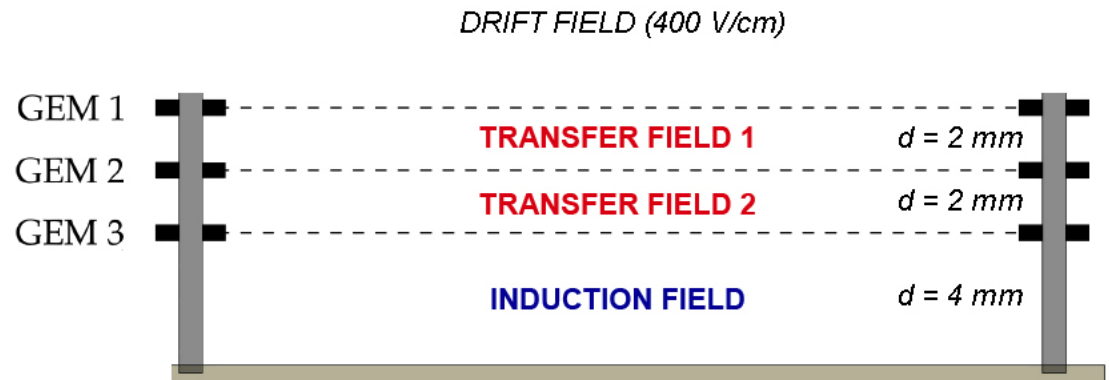 DRIFT FIELD (400 V/cm)
GEM 1
TRANSFER FIELD 1
d = 2 mm
GEM 2
TRANSFER FIELD 2
d = 2 mm
GEM 3
INDUCTION FIELD
d = 4 mm